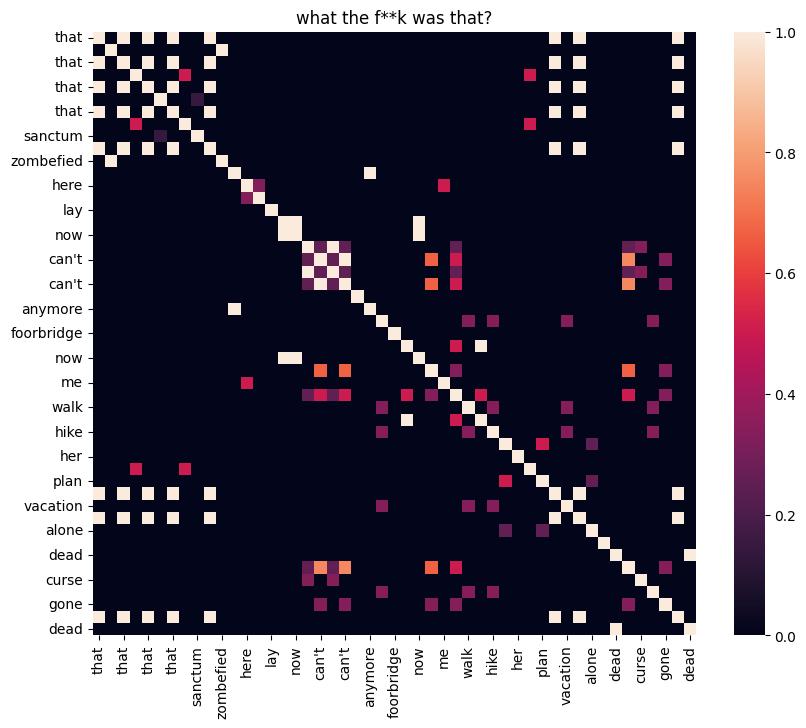 what the f**k was that?
that
that
that
that
sanctum
zombefied
here
lay
now
can't
can't
anymore
foorbridge
now
me
walk
hike
her
plan
vacation
alone
dead
curse
gone
dead
1.0
0.8
0.6
0.4
0.2
0.0
that
that
that
that
sanctum
zombefied
here
lay
now
can't
can't
anymore
foorbridge
now
me
walk
hike
her
plan
vacation
alone
dead
curse
gone
dead